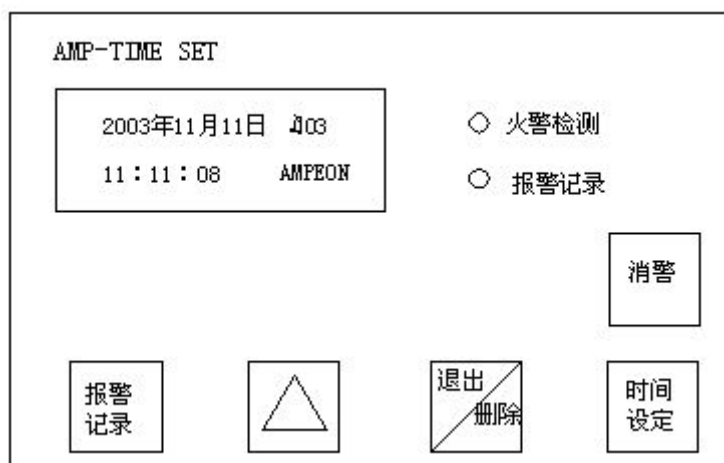 AMP-TIME SET
2003年11月11日 ♫103
11：11：08 AMPEON
火警检测
报警记录
消警
报警
记录
退出
删除
时间
设定